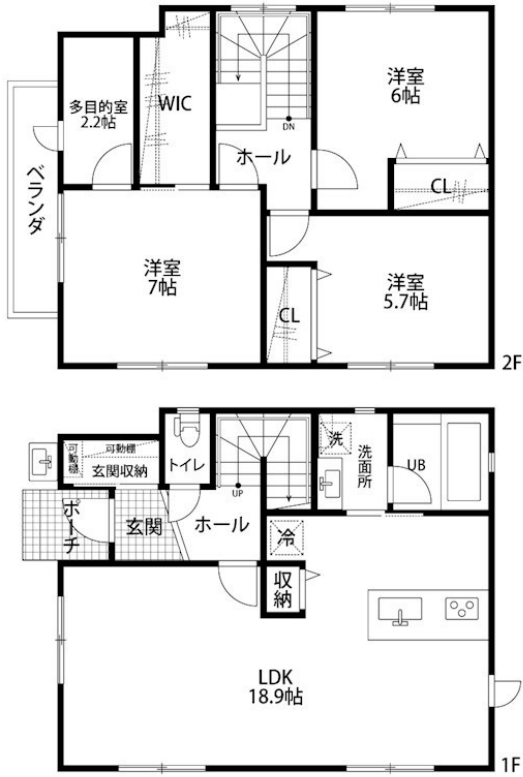 多目的室
2.2帖
WIC
DN
ホール
洋室
6帖
CL
ベランダ
洋室
7帖
CL
洋室
5.7帖
2F
可動棚
可動棚
玄関収納
トイレ
UP
洗
洗面所
UB
ポーチ
玄関
ホール
冷
収納
LDK
18.9帖
1F